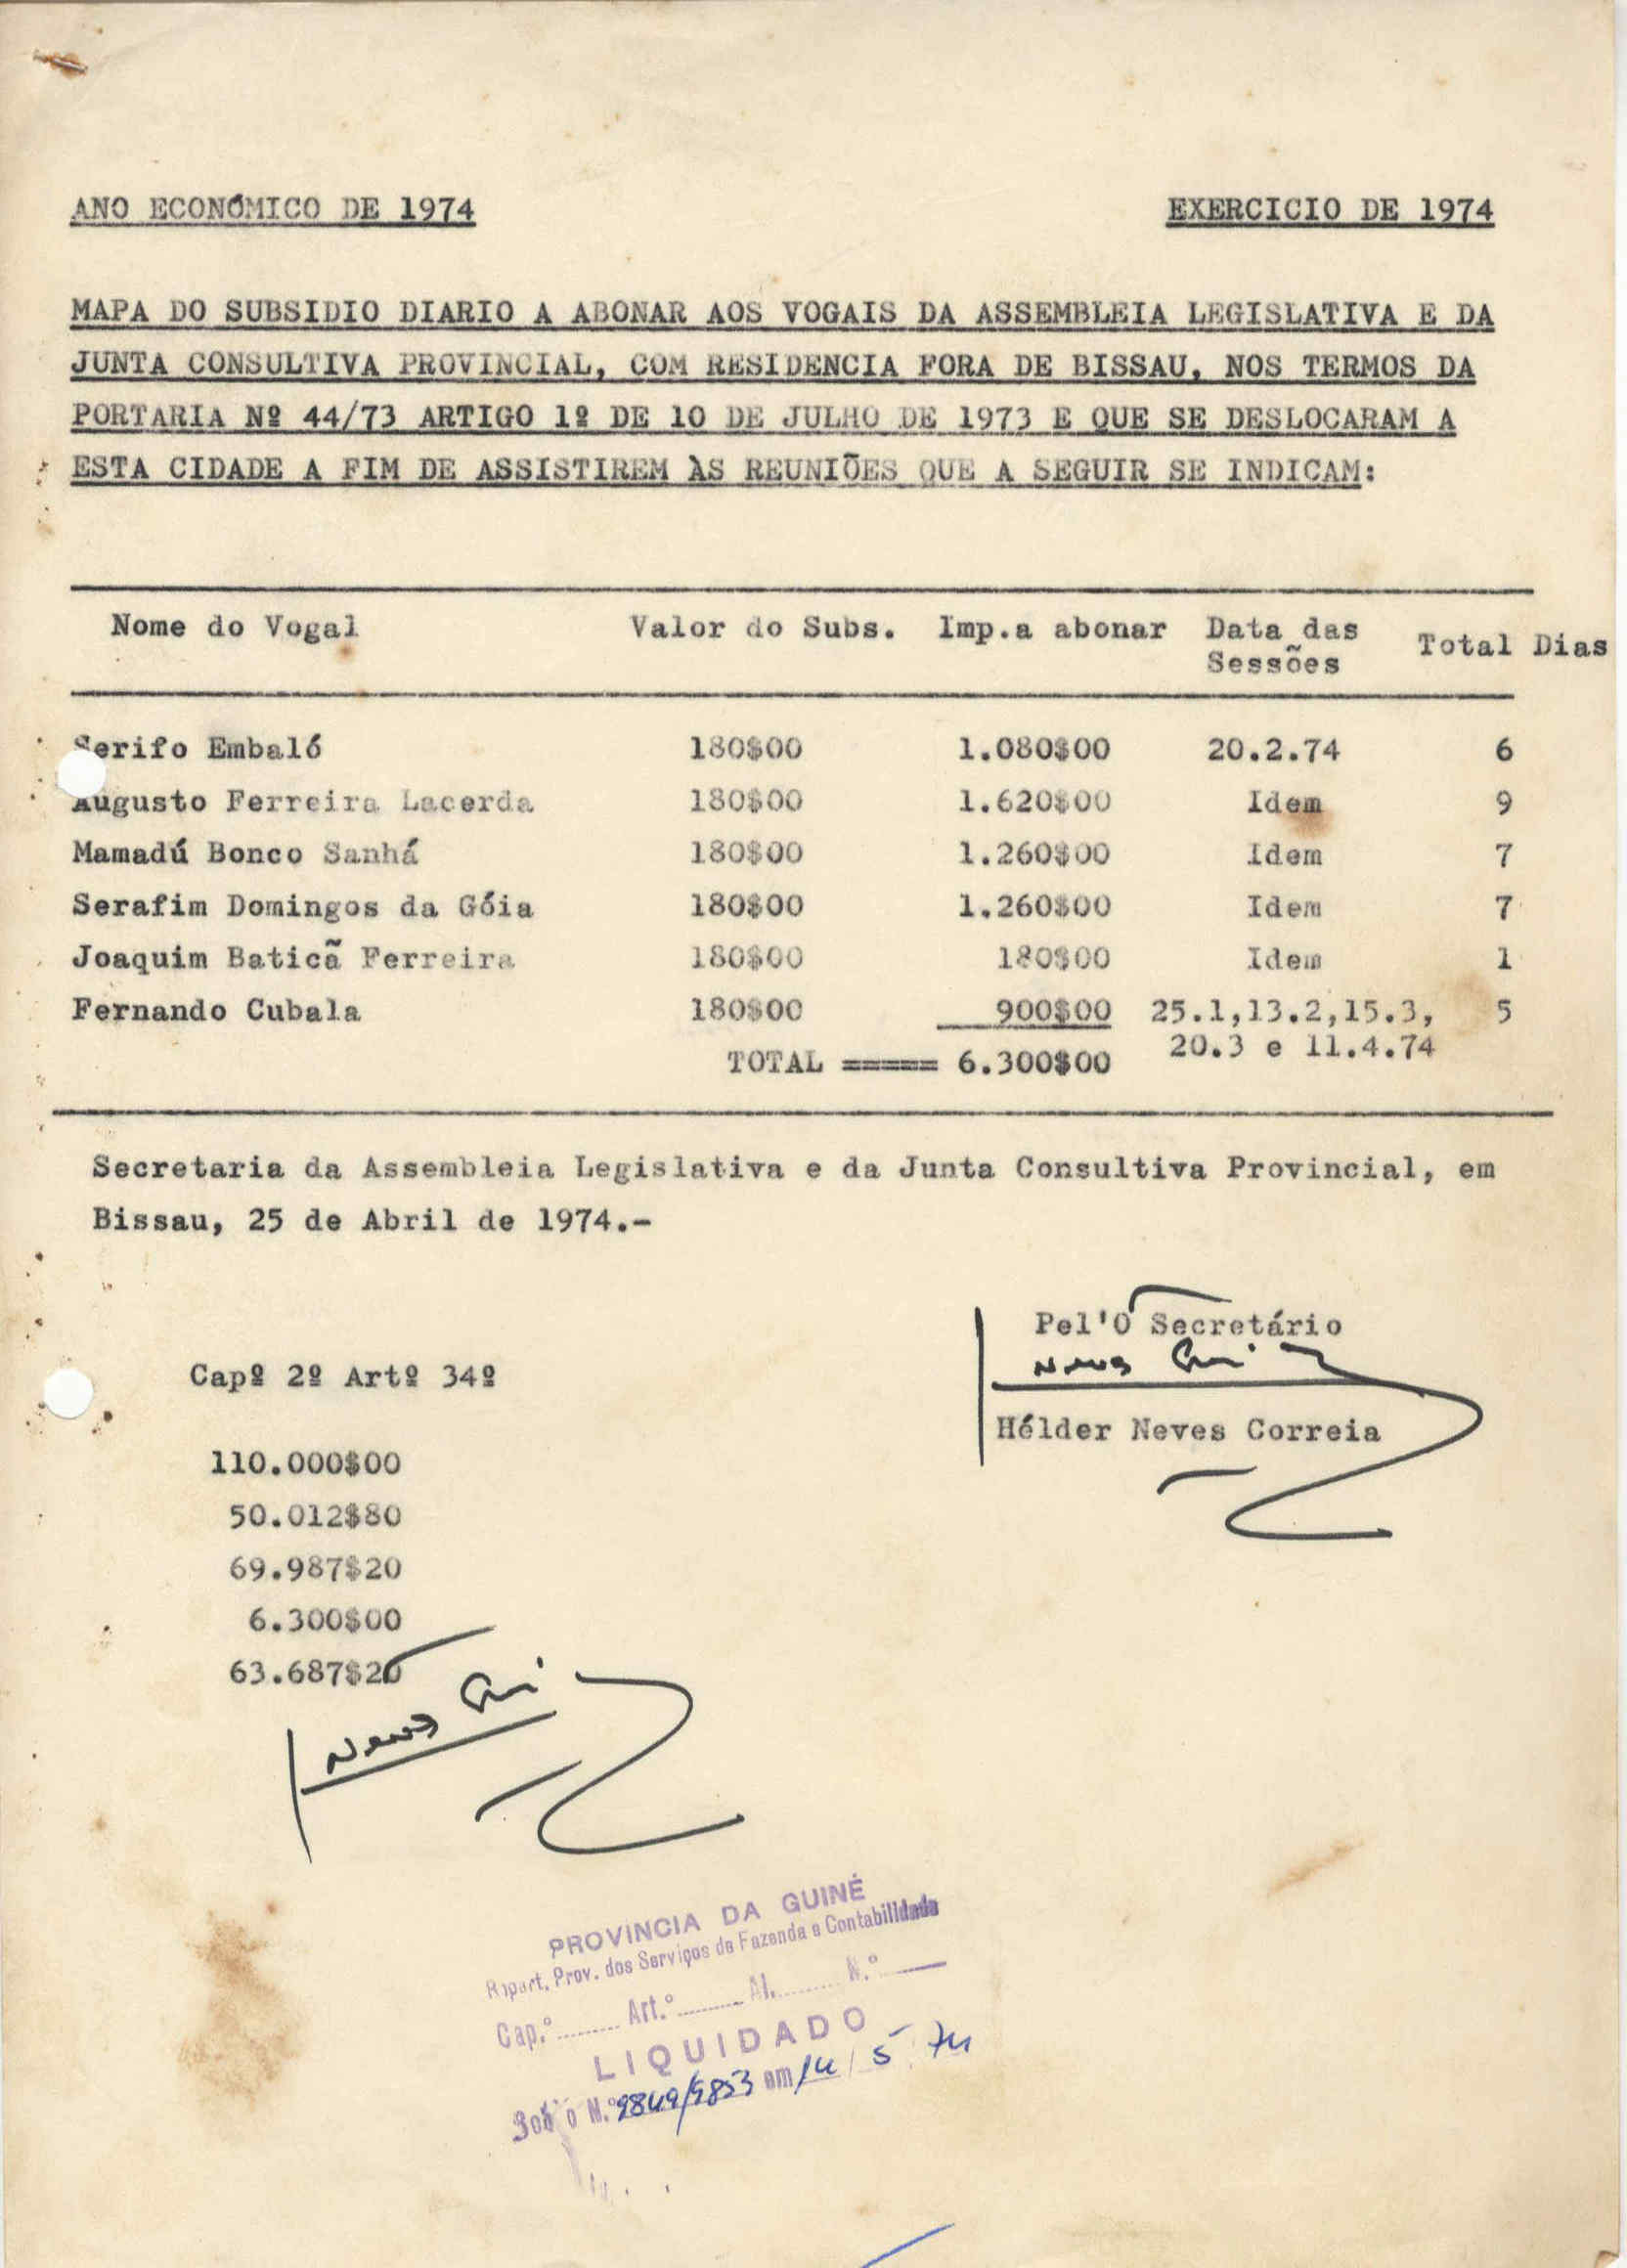 ANO ECONÓMICO DE 1974 EXERCICIO DE 1974
MAPA DO SUBSIDIO DIARIO A ABONAR AOS VOGAIS DA ASSEMBLEIA LEGISLATIVA E DA
JUNTA CONSULTIVA PROVINCIAL, COM RESIDENCIA FORA DE BISSAU, NOS TERMOS DA
PORTARIA Nº 44/73 ARTIGO 1º DE 10 DE JULHO DE 1973 E QUE SE DESLOCARAM A
ESTA CIDADE A FIM DE ASSISTIREM ÀS REUNIÕES QUE A SEGUIR SE INDICAM:
Nome do Vogal Valor do Subs. Imp.a abonar Data das Sessões Total Dias
Serifo Embaló 180$00 1.080$00 20.2.74 6
Augusto Ferreira Lacerda 180$00 1.620$00 Idem 9
Mamadú Bonco Sanhá 180$00 1.260$00 Idem 7
Serafim Domingos da Góia 180$00 1.260$00 Idem 7
Joaquim Baticã Ferreira 180$00 180$00 Idem 1
Fernando Cubala 180$00 900$00 25.1,13.2,15.3, 5
20.3 e 11.4.74
TOTAL ===== 6.300$00
Secretaria da Assembleia Legislativa e da Junta Consultiva Provincial, em
Bissau, 25 de Abril de 1974.-
Pel'O Secretário
Hélder Neves Correia
Capº 2º Artº 34º
110.000$00
50.012$80
69.987$20
6.300$00
63.687$20
PROVINCIA DA GUINÉ
Repart. Prov. dos Serviços de Fazenda e Contabilidade
Cap.º Art.º Al. N.º
LIQUIDADO
Sob o N.º 9849/9853 em 14/5/74